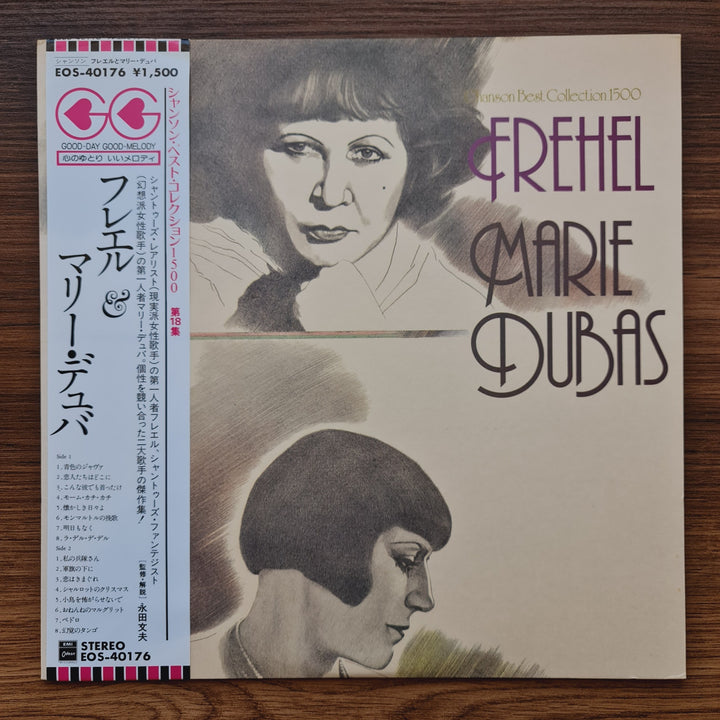 シャンソン フレエルとマリー・デュバ
EOS-40176 ¥1,500
GG
GOOD-DAY GOOD-MELODY
心のゆとり いいメロディ
シャンソン・ベスト・コレクション1500 第18集
シャントゥーズ・レアリスト(現実派女性歌手)の第一人者フレエル、シャントゥーズ・ファンテジスト
(幻想派女性歌手)の第一人者マリー・デュバ。個性を競い合った二大歌手の傑作集!
[監修・解説]永田文夫
フレエル
&
マリー・デュバ
Side 1
1.青色のジャヴァ
2.恋人たちはどこに
3.こんな彼でも首ったけ
4.モーム・カチ・カチ
5.懐かしき日々よ
6.モンマルトルの挽歌
7.明日もなく
8.ラ・デル・デ・デル
Side 2
1.私の兵隊さん
2.軍旗の下に
3.恋はきまぐれ
4.シャルロットのクリスマス
5.小鳥を怖がらせないで
6.おねんねのマルグリット
7.ペドロ
8.幻覚のタンゴ
EMI
Odeon
STEREO
EOS-40176
Chanson Best Collection 1500
FREHEL
MARIE
DUBAS